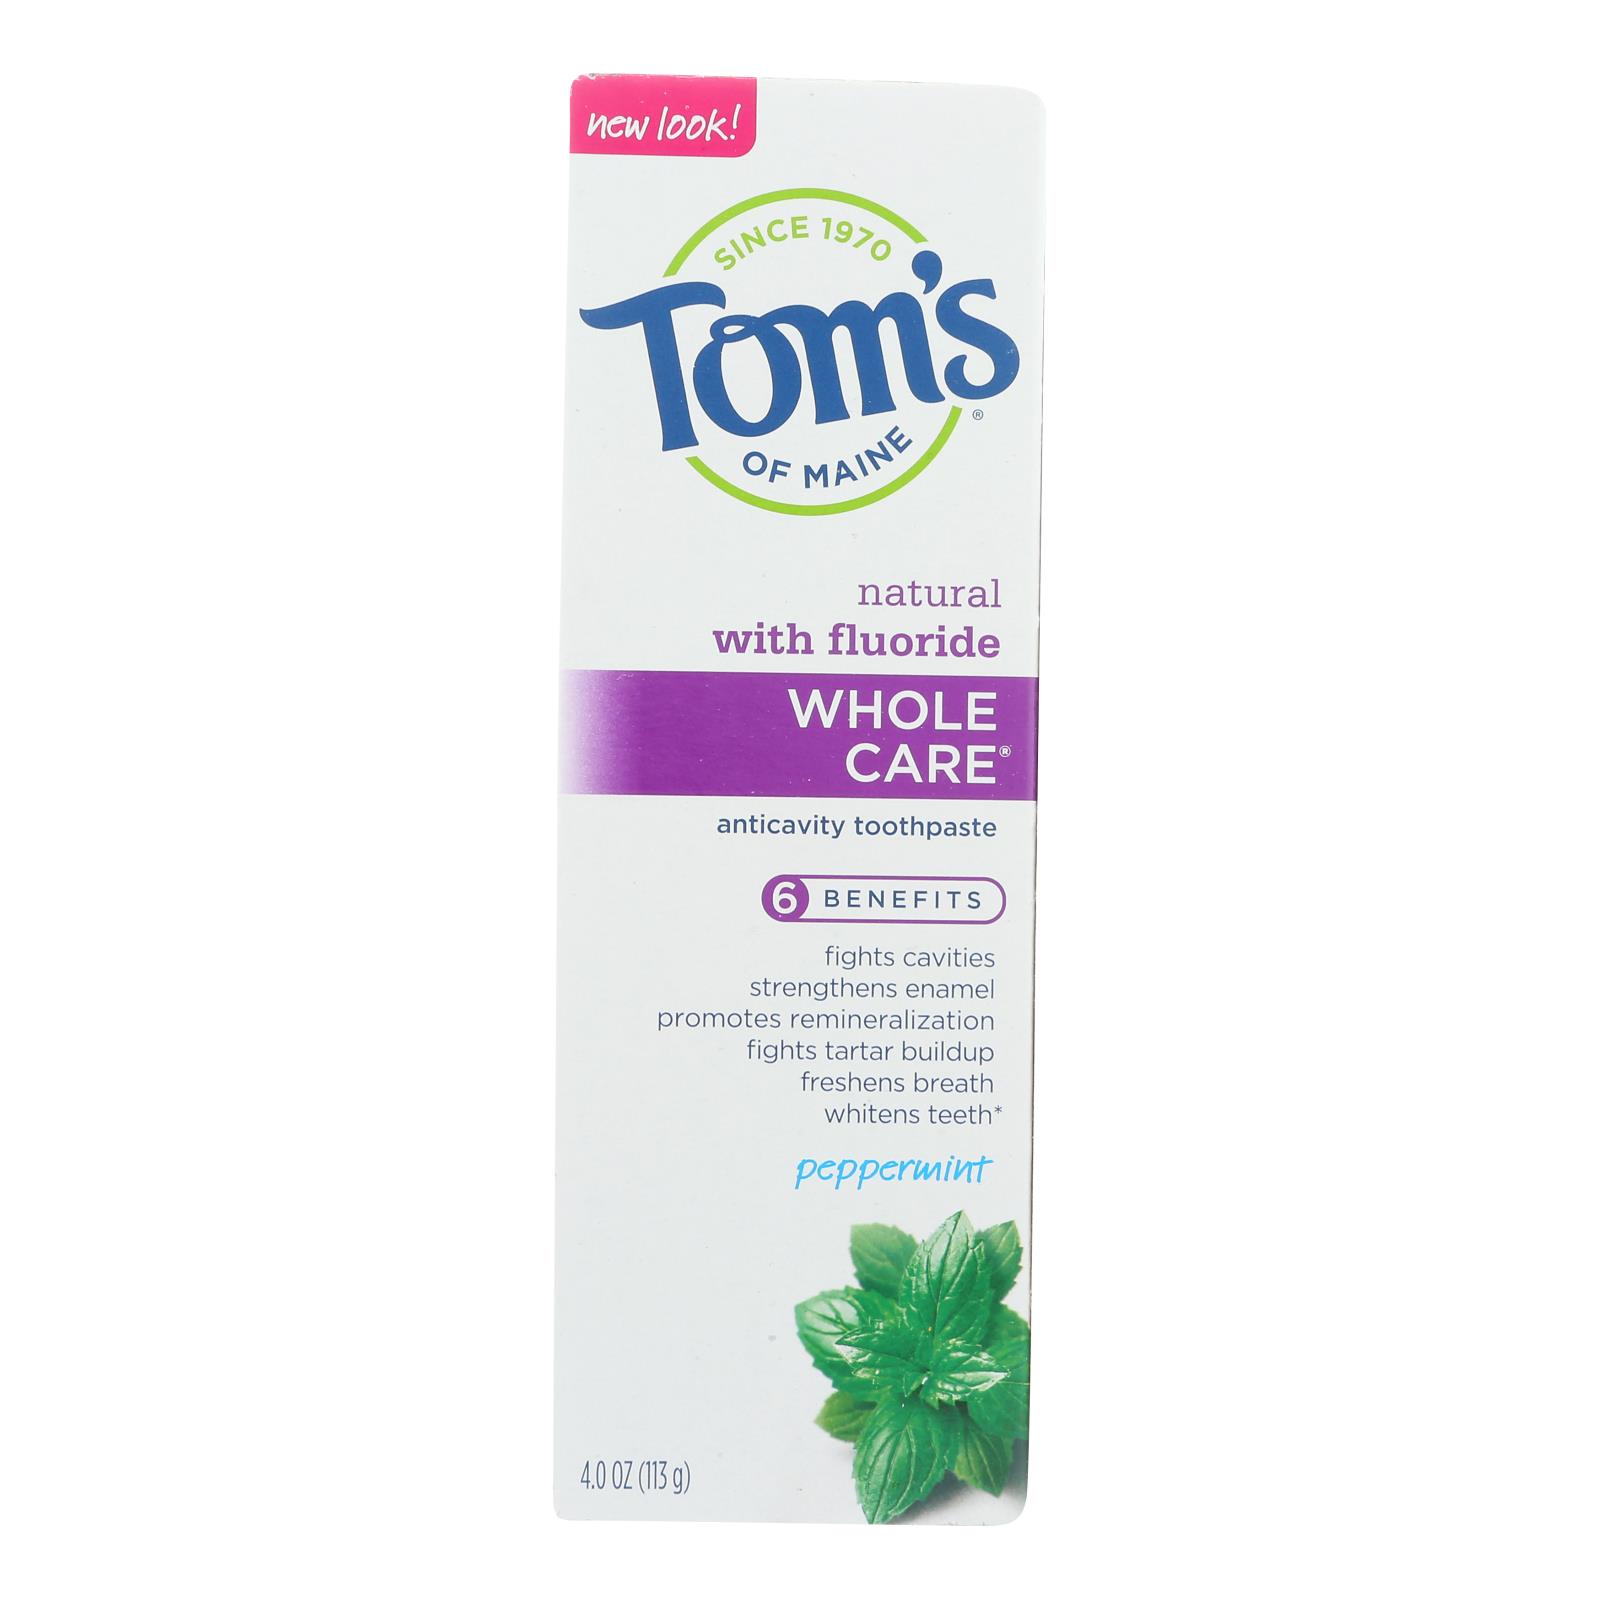 new look!
SINCE 1970
Tom's®
OF MAINE
natural
with fluoride
WHOLE
CARE®
anticavity toothpaste
6 BENEFITS
fights cavities
strengthens enamel
promotes remineralization
fights tartar buildup
freshens breath
whitens teeth*
peppermint
4.0 OZ (113 g)